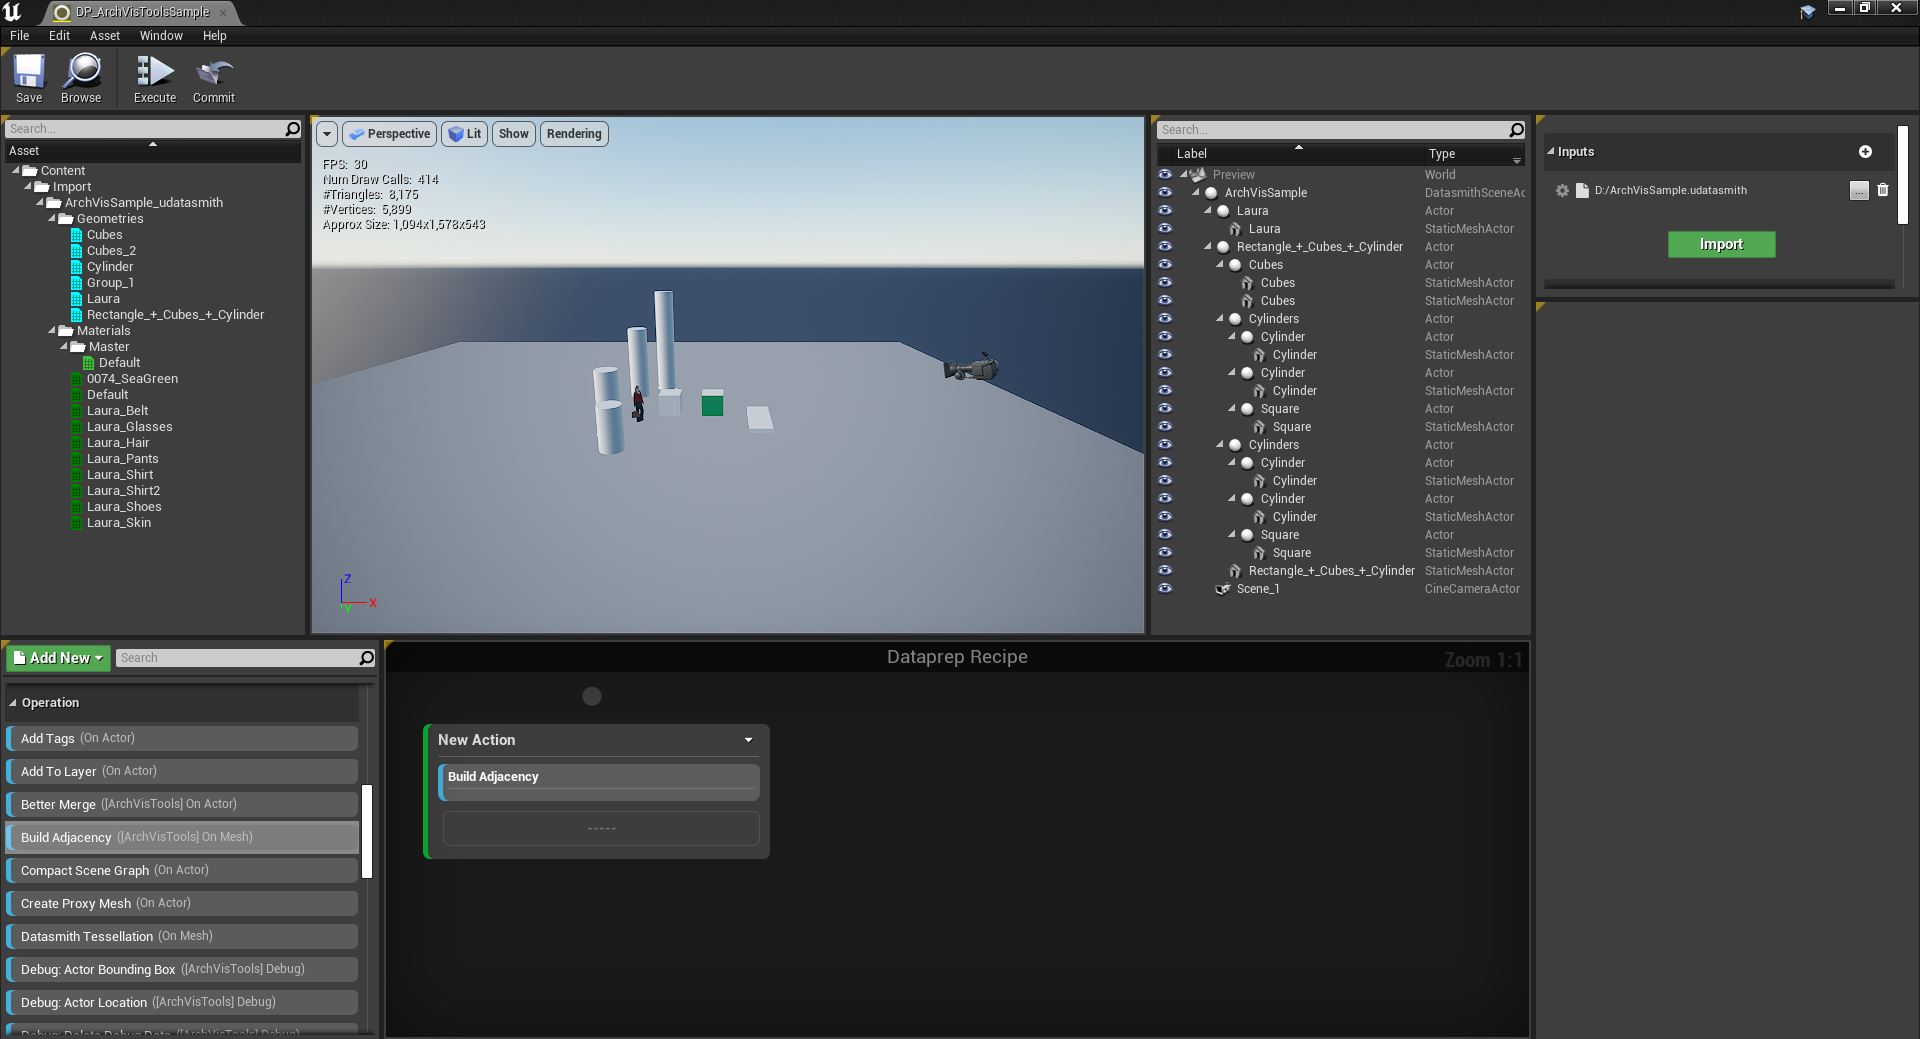 DP_ArchVisToolsSample
File Edit Asset Window Help
Save Browse Execute Commit
Search...
Asset
Content
Import
ArchVisSample_udatasmith
Geometries
Cubes
Cubes_2
Cylinder
Group_1
Laura
Rectangle_+_Cubes_+_Cylinder
Materials
Master
Default
0074_SeaGreen
Default
Laura_Belt
Laura_Glasses
Laura_Hair
Laura_Pants
Laura_Shirt
Laura_Shirt2
Laura_Shoes
Laura_Skin
Perspective Lit Show Rendering
FPS: 30
Num Draw Calls: 414
#Triangles: 8,175
#Vertices: 5,899
Approx Size: 1,094x1,578x543
Z
X
Y
Search...
Label Type
Preview World
ArchVisSample DatasmithSceneAc
Laura Actor
Laura StaticMeshActor
Rectangle_+_Cubes_+_Cylinder Actor
Cubes Actor
Cubes StaticMeshActor
Cubes StaticMeshActor
Cylinders Actor
Cylinder Actor
Cylinder StaticMeshActor
Cylinder Actor
Cylinder StaticMeshActor
Square Actor
Square StaticMeshActor
Cylinders Actor
Cylinder Actor
Cylinder StaticMeshActor
Cylinder Actor
Cylinder StaticMeshActor
Square Actor
Square StaticMeshActor
Rectangle_+_Cubes_+_Cylinder StaticMeshActor
Scene_1 CineCameraActor
Inputs
D:/ArchVisSample.udatasmith ...
Import
Add New Search
Operation
Add Tags (On Actor)
Add To Layer (On Actor)
Better Merge ([ArchVisTools] On Actor)
Build Adjacency ([ArchVisTools] On Mesh)
Compact Scene Graph (On Actor)
Create Proxy Mesh (On Actor)
Datasmith Tessellation (On Mesh)
Debug: Actor Bounding Box ([ArchVisTools] Debug)
Debug: Actor Location ([ArchVisTools] Debug)
Debug: Delete Debug Data ([ArchVisTools] Debug)
Dataprep Recipe
Zoom 1:1
New Action
Build Adjacency
-----